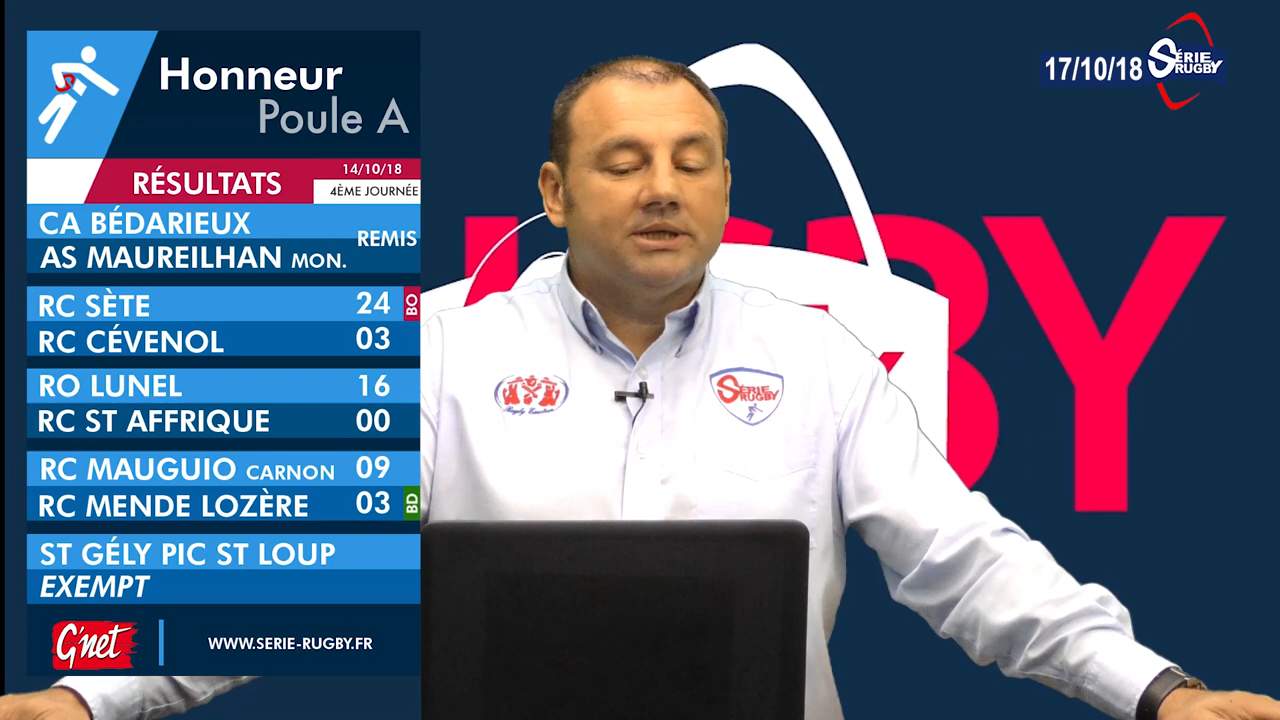 Honneur
Poule A
RÉSULTATS
14/10/18
4ÈME JOURNÉE
CA BÉDARIEUX
AS MAUREILHAN MON.
REMIS
RC SÈTE 24 BO
RC CÉVENOL 03
RO LUNEL 16
RC ST AFFRIQUE 00
RC MAUGUIO CARNON 09
RC MENDE LOZÈRE 03 BD
ST GÉLY PIC ST LOUP
EXEMPT
G'net
WWW.SERIE-RUGBY.FR
17/10/18
SÉRIE
RUGBY
SÉRIE
RUGBY